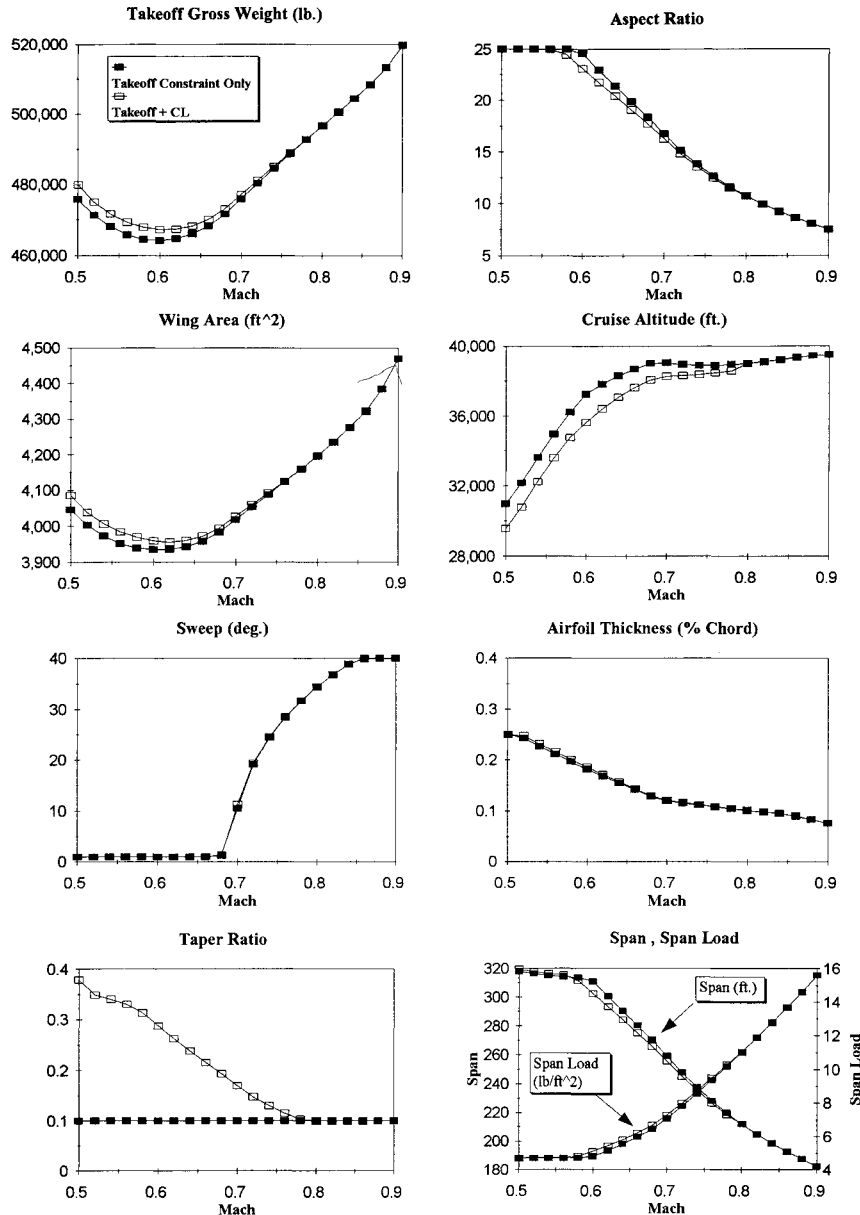 Takeoff Gross Weight (lb.)
520,000
500,000
480,000
460,000
Takeoff Constraint Only
Takeoff + CL
0.5 0.6 0.7 0.8 0.9
Mach
Aspect Ratio
25
20
15
10
5
0.5 0.6 0.7 0.8 0.9
Mach
Wing Area (ft^2)
4,500
4,400
4,300
4,200
4,100
4,000
3,900
0.5 0.6 0.7 0.8 0.9
Mach
Cruise Altitude (ft.)
40,000
36,000
32,000
28,000
0.5 0.6 0.7 0.8 0.9
Mach
Sweep (deg.)
40
30
20
10
0
0.5 0.6 0.7 0.8 0.9
Mach
Airfoil Thickness (% Chord)
0.4
0.3
0.2
0.1
0
0.5 0.6 0.7 0.8 0.9
Mach
Taper Ratio
0.4
0.3
0.2
0.1
0
0.5 0.6 0.7 0.8 0.9
Mach
Span , Span Load
320
300
280
260
240
220
200
180
Span
Span (ft.)
Span Load
(lb/ft^2)
16
14
12
10
8
6
4
Span Load
0.5 0.6 0.7 0.8 0.9
Mach